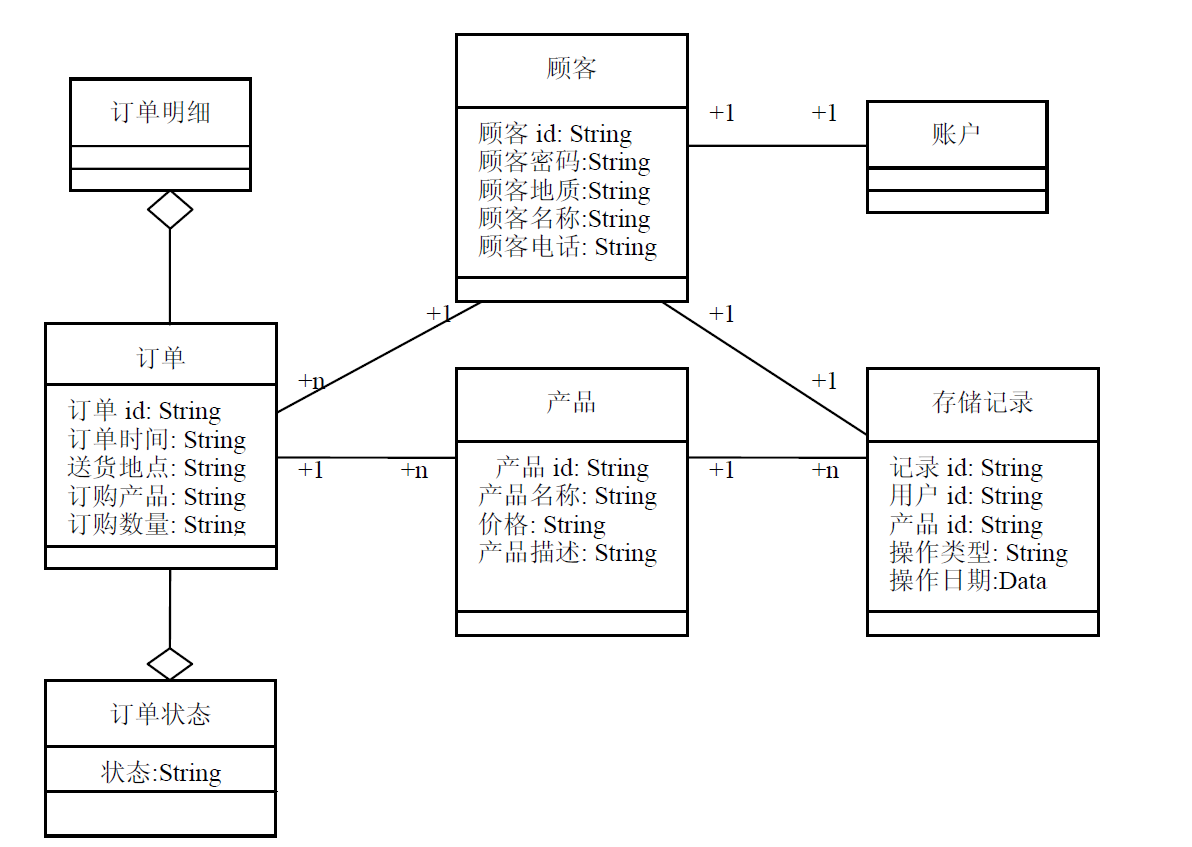 订单明细
顾客
顾客 id: String
顾客密码:String
顾客地质:String
顾客名称:String
顾客电话: String
+1
+1
账户
+1
+n
+1
+1
订单
订单 id: String
订单时间: String
送货地点: String
订购产品: String
订购数量: String
+1
+n
产品
产品 id: String
产品名称: String
价格: String
产品描述: String
+1
+n
存储记录
记录 id: String
用户 id: String
产品 id: String
操作类型: String
操作日期:Data
订单状态
状态:String